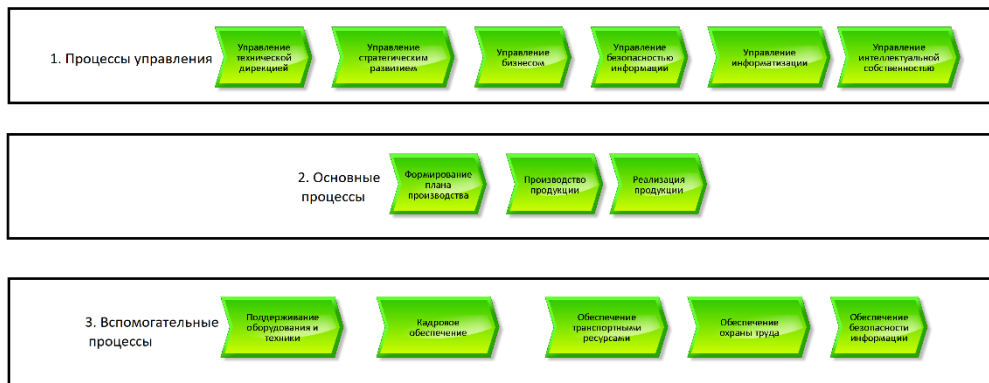 1. Процессы управления
Управление
технической
дирекцией
Управление
стратегическим
развитием
Управление
бизнесом
Управление
безопасностью
информации
Управление
информатизации
Управление
интеллектуальной
собственностью
2. Основные
процессы
Формирование
плана
производства
Производство
продукции
Реализация
продукции
3. Вспомогательные
процессы
Поддерживание
оборудования и
техники
Кадровое
обеспечение
Обеспечение
транспортными
ресурсами
Обеспечение
охраны труда
Обеспечение
безопасности
информации